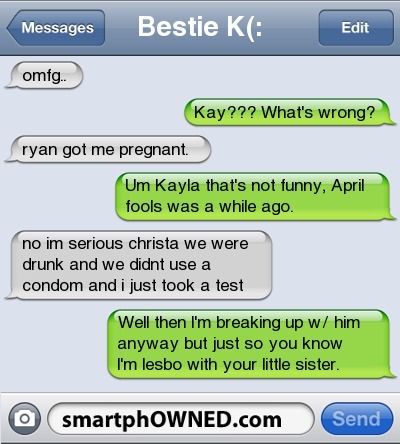 Messages
Bestie K(:
Edit
omfg..
Kay??? What's wrong?
ryan got me pregnant.
Um Kayla that's not funny, April
fools was a while ago.
no im serious christa we were
drunk and we didnt use a
condom and i just took a test
Well then I'm breaking up w/ him
anyway but just so you know
I'm lesbo with your little sister.
smartphOWNED.com
Send